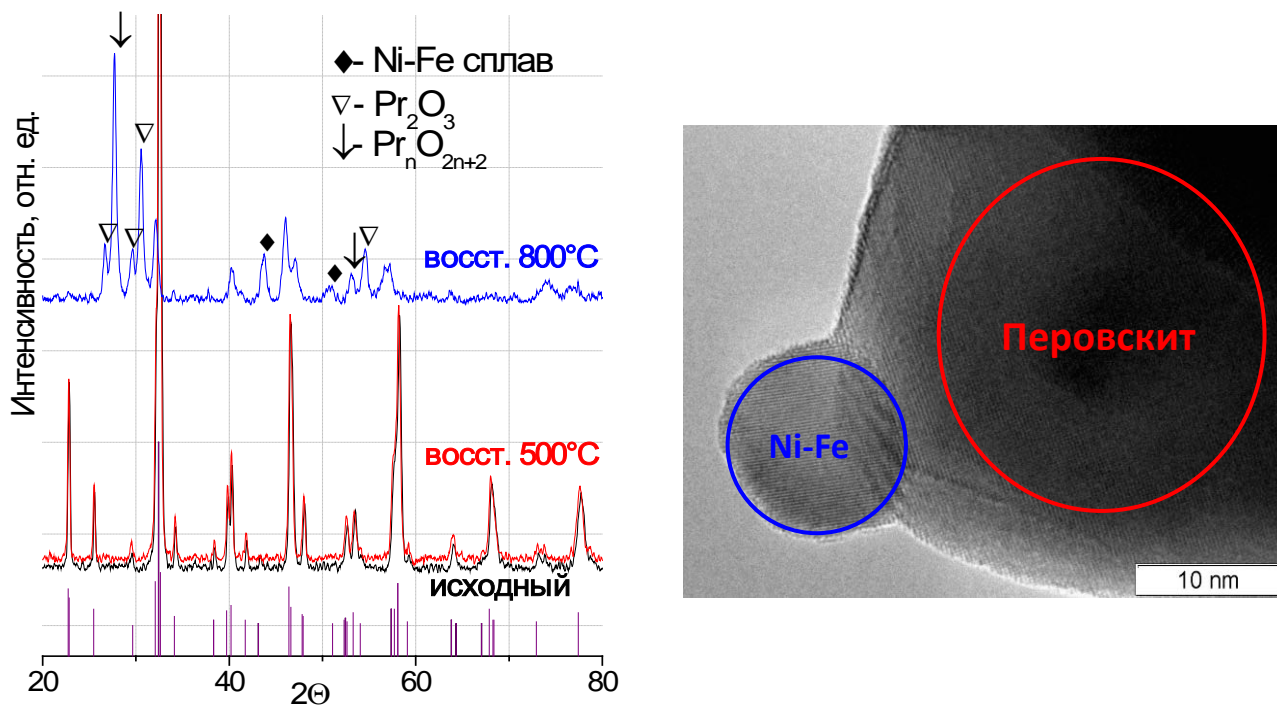 Интенсивность, отн. ед.
♦- Ni-Fe сплав
▽- Pr₂O₃
↓- PrₙO₂ₙ₊₂
восст. 800°C
восст. 500°C
исходный
20 40 60 80
2Θ
Перовскит
Ni-Fe
10 nm